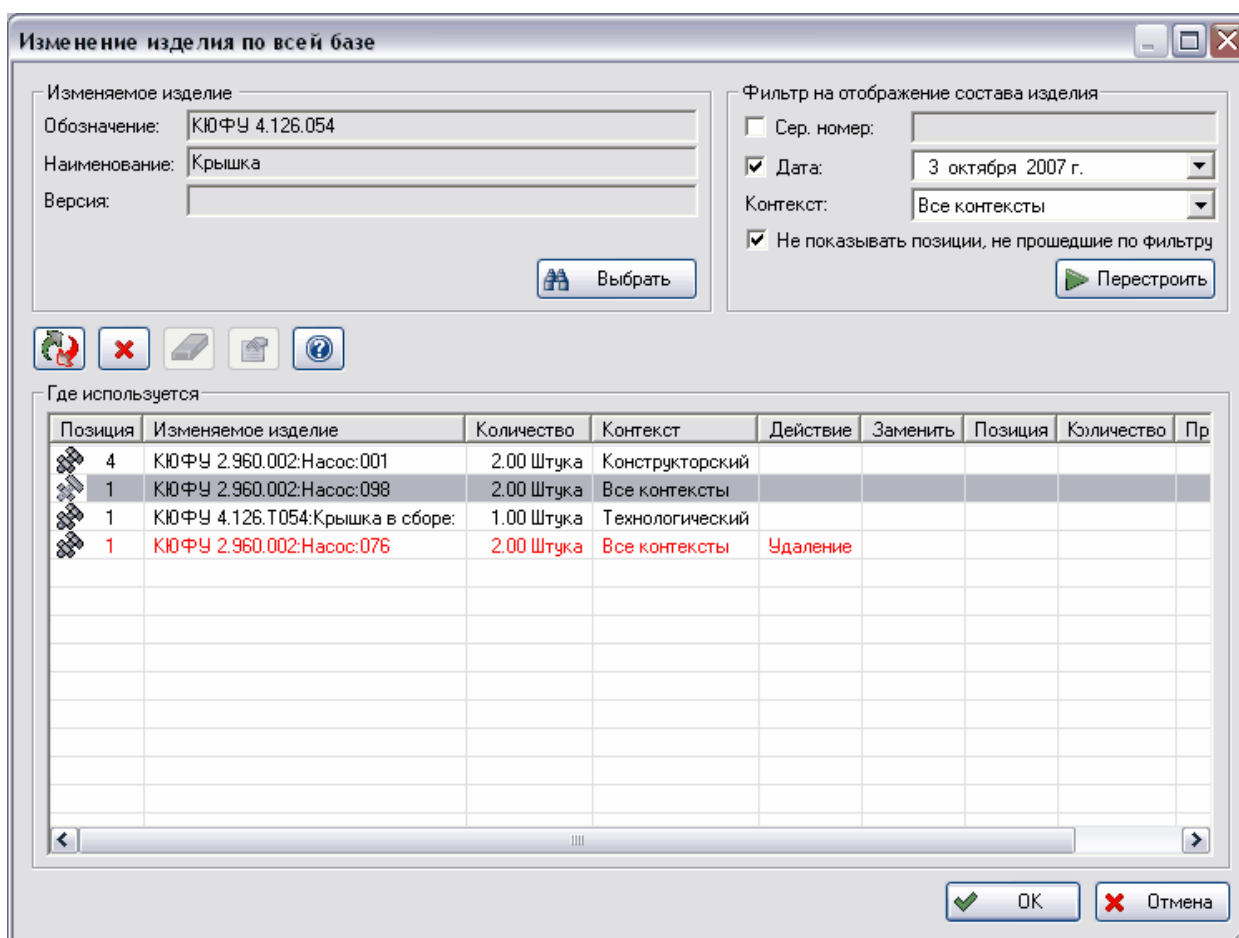 Изменение изделия по всей базе
Изменяемое изделие
Обозначение: КЮФУ 4.126.054
Наименование: Крышка
Версия:
Выбрать
Фильтр на отображение состава изделия
Сер. номер:
Дата: 3 октября 2007 г.
Контекст: Все контексты
Не показывать позиции, не прошедшие по фильтру
Перестроить
Где используется
Позиция Изменяемое изделие Количество Контекст Действие Заменить Позиция Количество Пр
4 КЮФУ 2.960.002:Насос:001 2.00 Штука Конструкторский
1 КЮФУ 2.960.002:Насос:098 2.00 Штука Все контексты
1 КЮФУ 4.126.Т054:Крышка в сборе: 1.00 Штука Технологический
1 КЮФУ 2.960.002:Насос:076 2.00 Штука Все контексты Удаление
OK Отмена